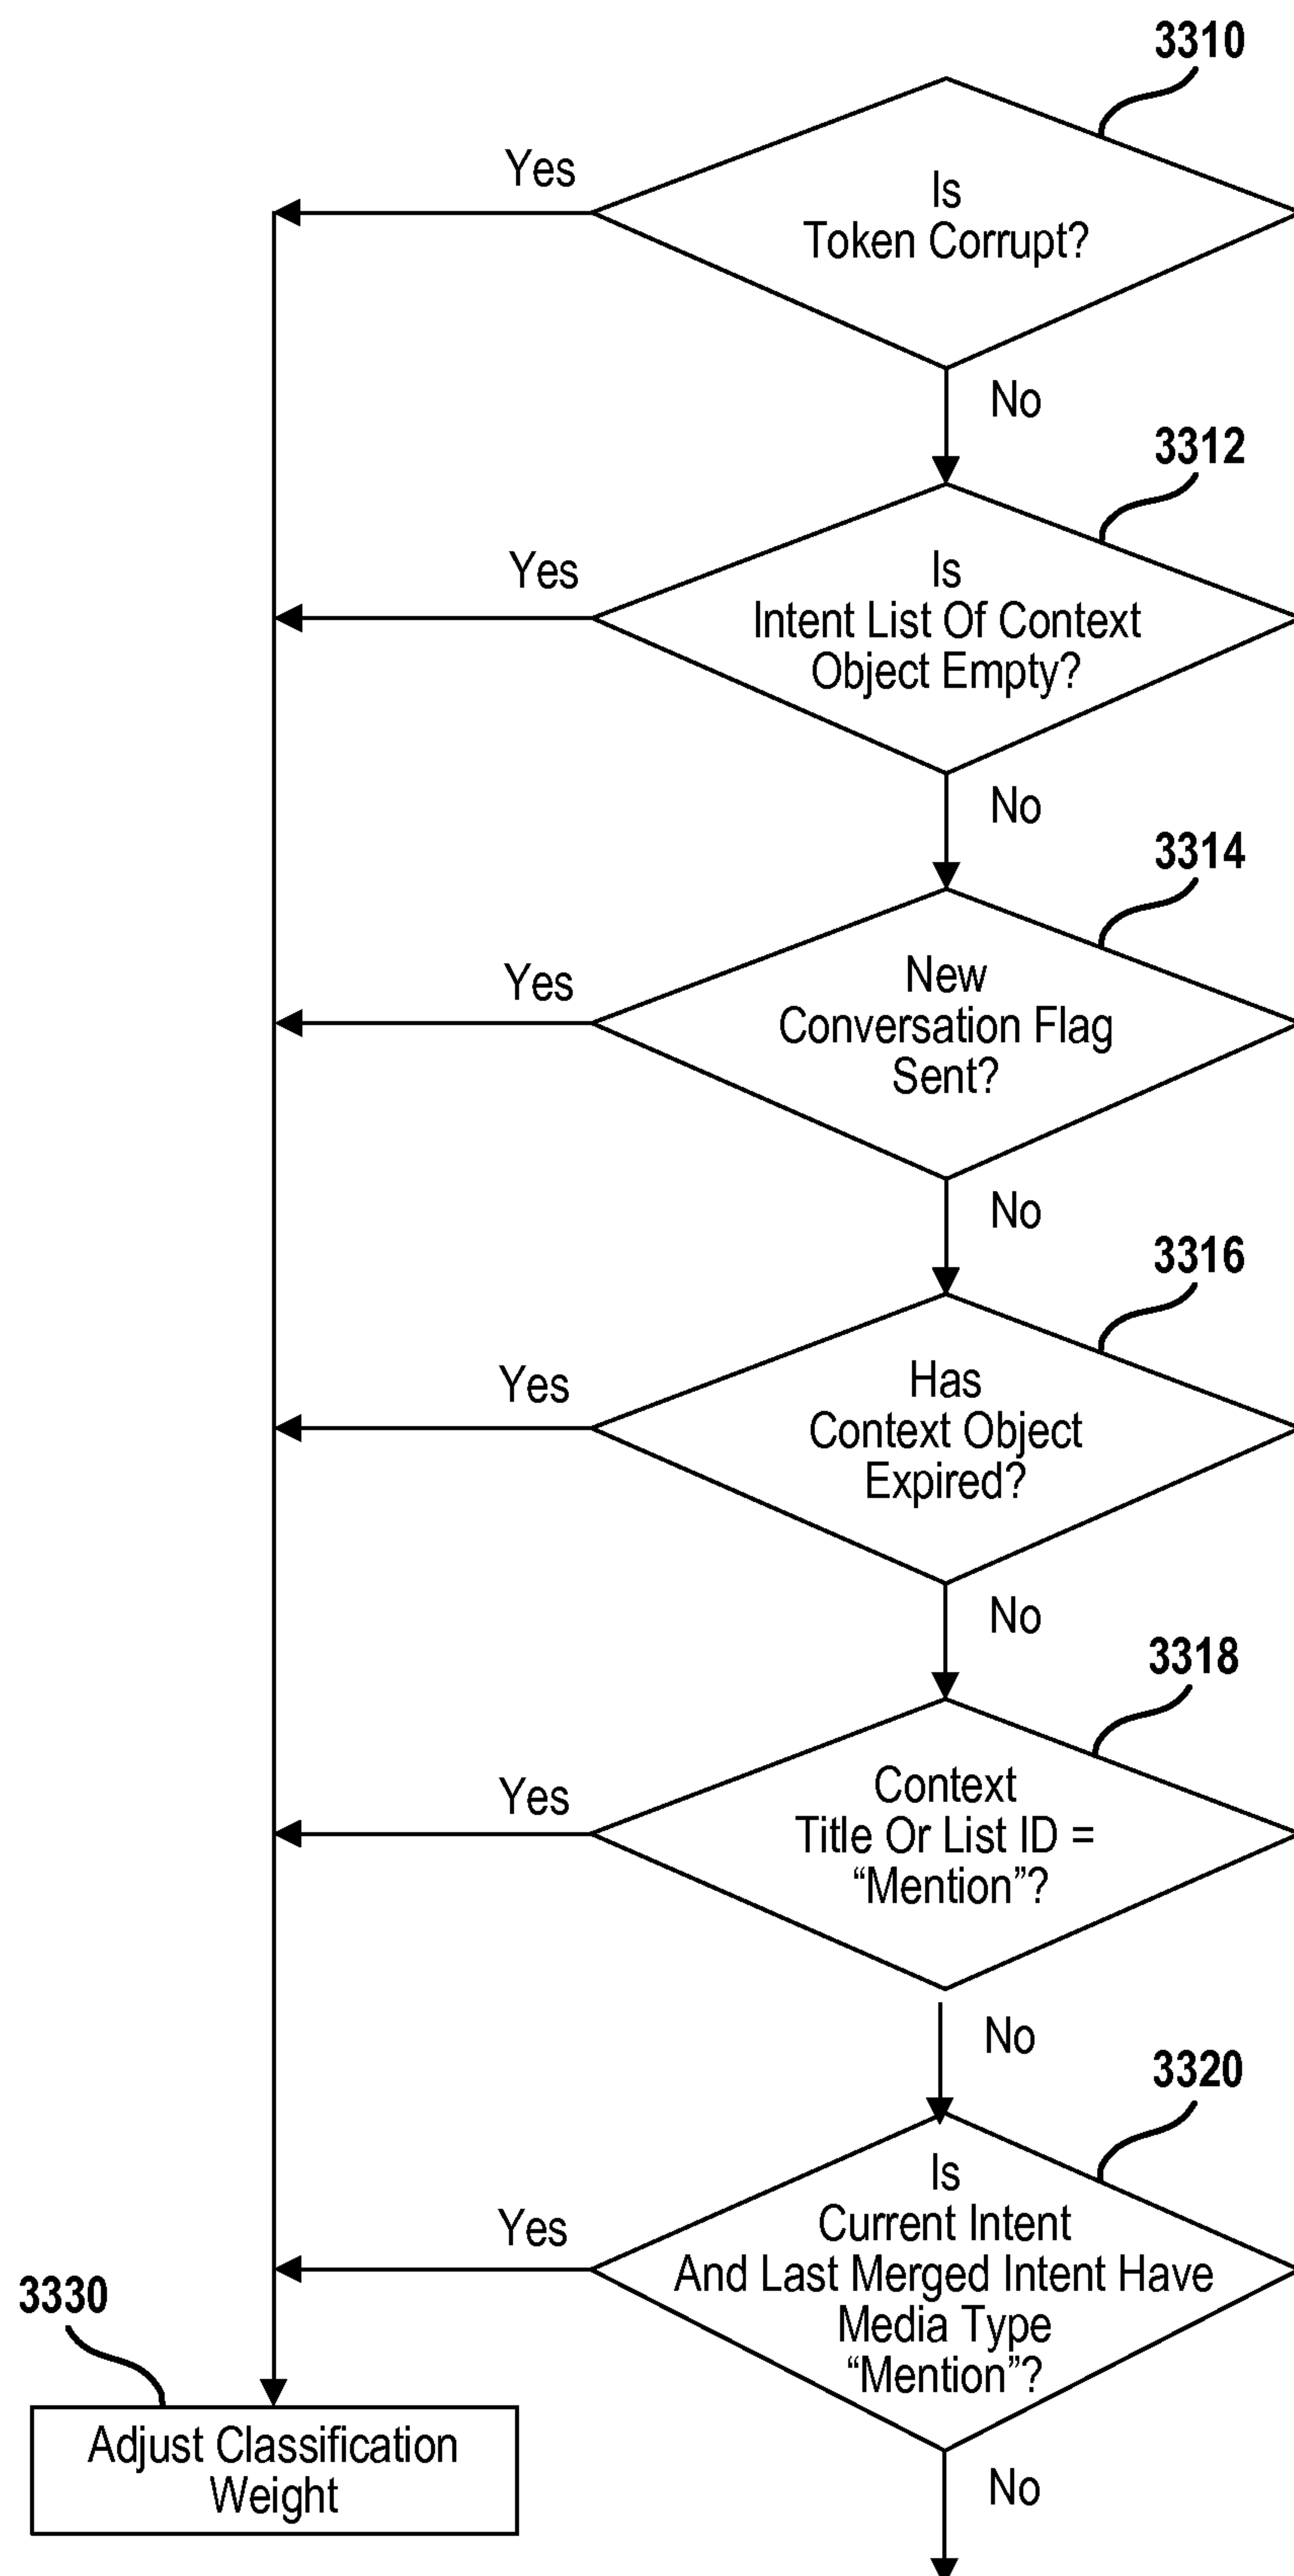 3310
Yes
Is
Token Corrupt?
No
3312
Yes
Is
Intent List Of Context
Object Empty?
No
3314
Yes
New
Conversation Flag
Sent?
No
3316
Yes
Has
Context Object
Expired?
No
3318
Yes
Context
Title Or List ID =
“Mention”?
No
3320
Yes
Is
Current Intent
And Last Merged Intent Have
Media Type
“Mention”?
3330
Adjust Classification
Weight
No